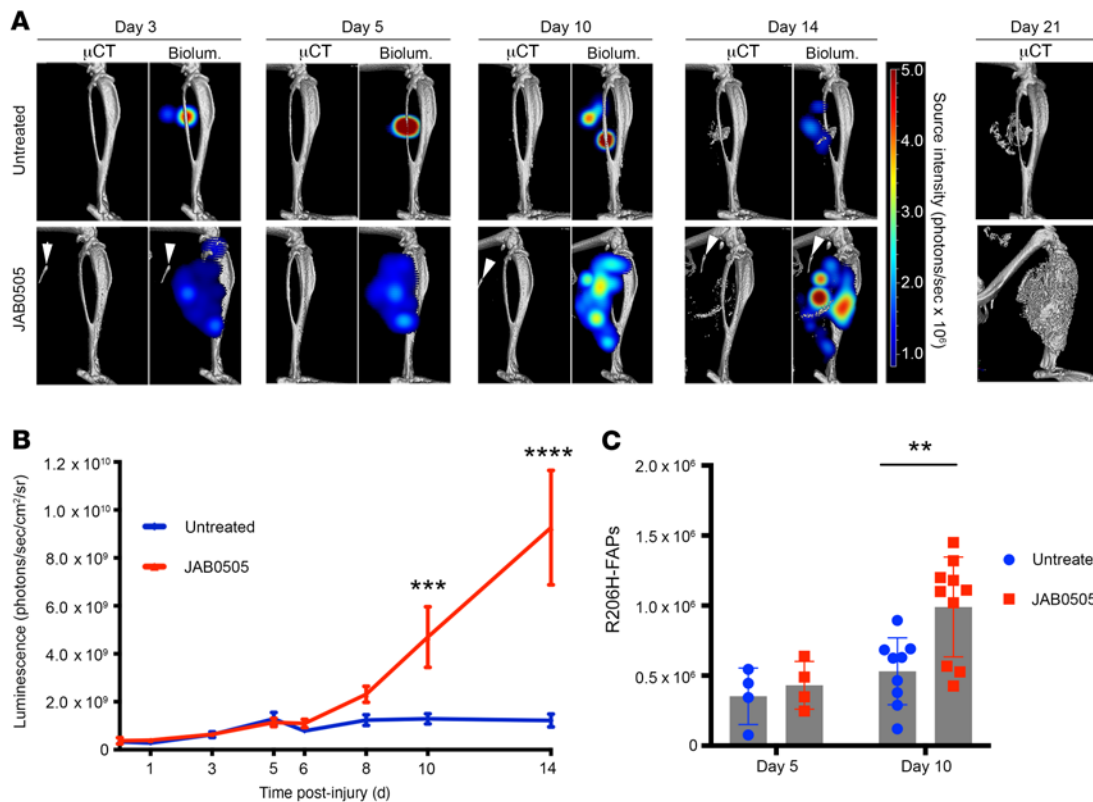 A
Day 3
Day 5
Day 10
Day 14
Day 21
μCT Biolum.
μCT Biolum.
μCT Biolum.
μCT Biolum.
μCT
Untreated
JAB0505
5.0
4.0
3.0
2.0
1.0
Source intensity (photons/sec x 10⁶)
B
Luminescence (photons/sec/cm²/sr)
1.2 x 10¹⁰
1.0 x 10¹⁰
8.0 x 10⁹
6.0 x 10⁹
4.0 x 10⁹
2.0 x 10⁹
0
Untreated
JAB0505
***
****
1 3 5 6 8 10 14
Time post-injury (d)
C
R206H-FAPs
2.0 x 10⁶
1.5 x 10⁶
1.0 x 10⁶
0.5 x 10⁶
0
**
Untreate
JAB0505
Day 5 Day 10